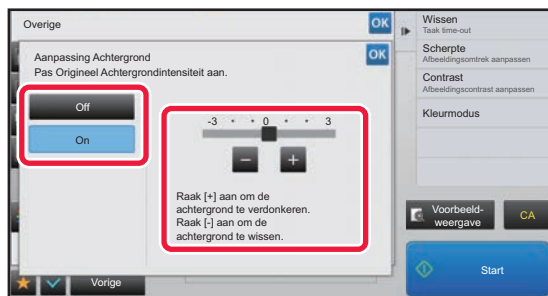 Overige
OK
Aanpassing Achtergrond
OK
Pas Origineel Achtergrondintensiteit aan.
Off
On
-3 0 3
Raak [+] aan om de
achtergrond te verdonkeren.
Raak [-] aan om de
achtergrond te wissen.
Vorige
Wissen
Taak time-out
Scherpte
Afbeeldingsomtrek aanpassen
Contrast
Afbeeldingscontrast aanpassen
Kleurmodus
Voorbeeld-
weergave
CA
Start